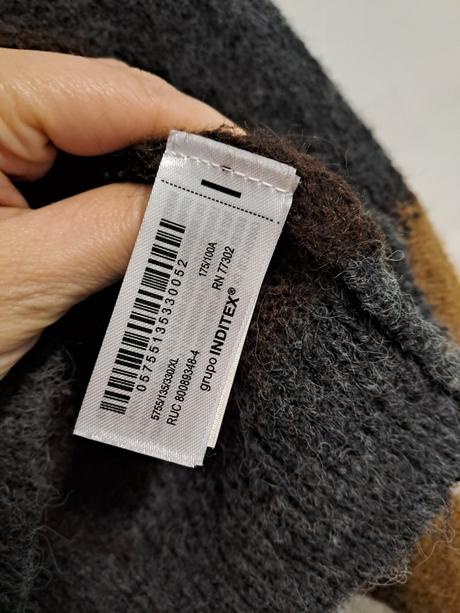 05755135330052
5755/135/330/XL 175/100A
RUC 80089348-4 RN 77302
grupo INDITEX®